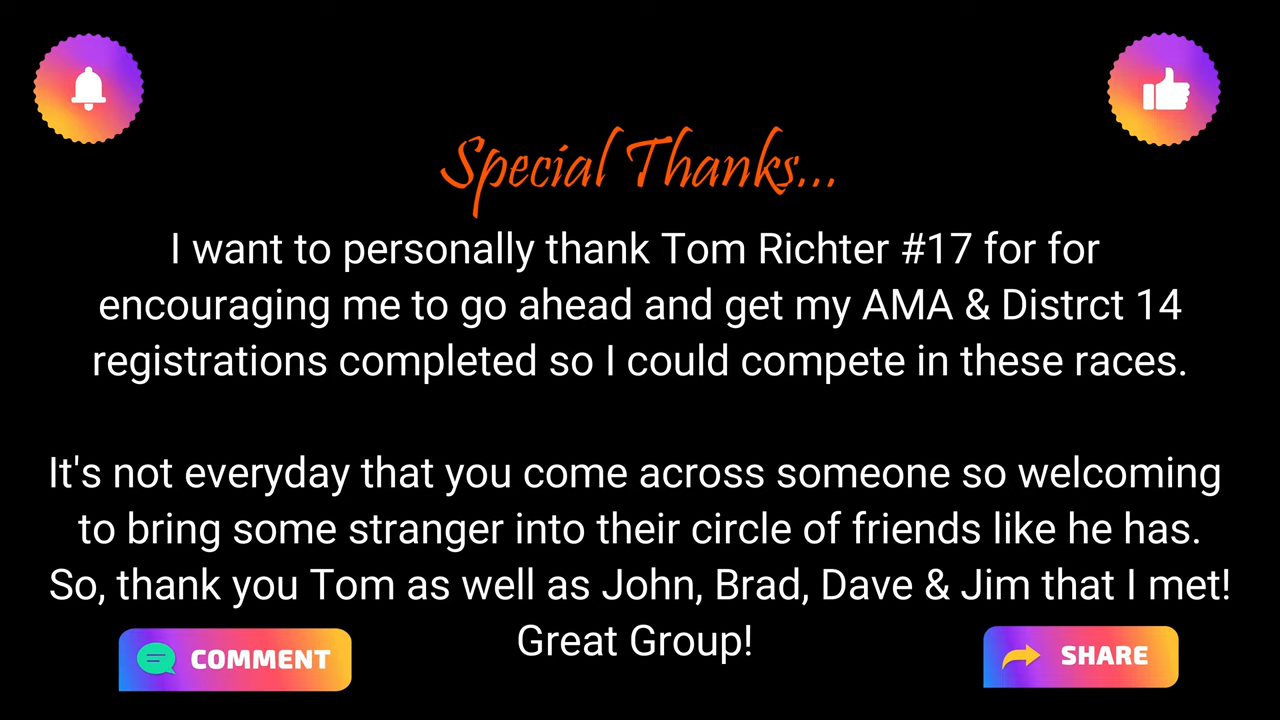 Special Thanks...
I want to personally thank Tom Richter #17 for for
encouraging me to go ahead and get my AMA & Distrct 14
registrations completed so I could compete in these races.
It's not everyday that you come across someone so welcoming
to bring some stranger into their circle of friends like he has.
So, thank you Tom as well as John, Brad, Dave & Jim that I met!
Great Group!
COMMENT
SHARE